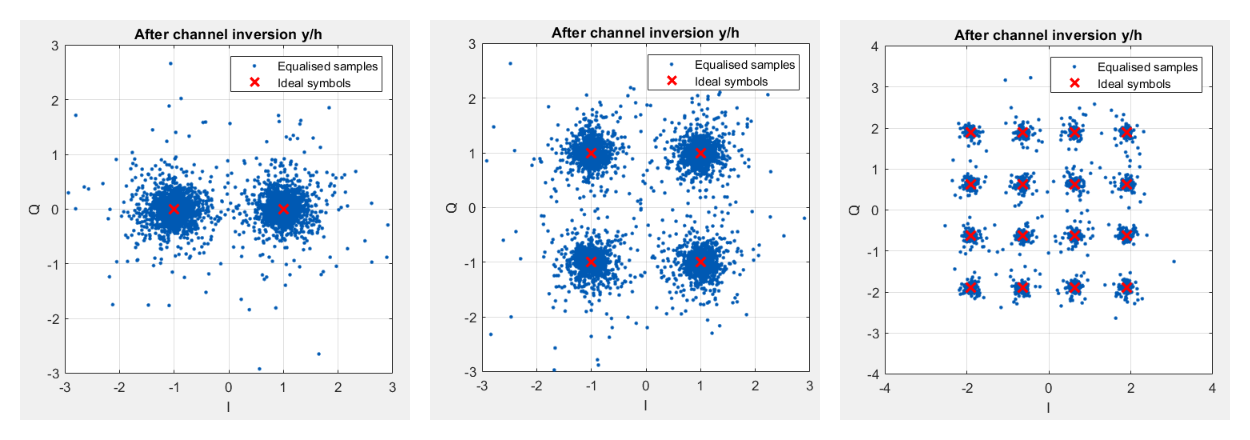 After channel inversion y/h
Equalised samples
Ideal symbols
3
2
1
0
-1
-2
-3
Q
-3
-2
-1
0
1
2
3
I
After channel inversion y/h
Equalised samples
Ideal symbols
3
2
1
0
-1
-2
-3
Q
-3
-2
-1
0
1
2
3
I
After channel inversion y/h
Equalised samples
Ideal symbols
4
3
2
1
0
-1
-2
-3
-4
Q
-4
-2
0
2
4
I